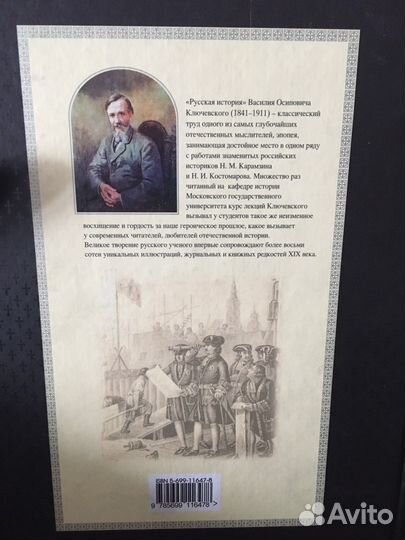 «Русская история» Василия Осиповича
Ключевского (1841–1911) – классический
труд одного из самых глубочайших
отечественных мыслителей, эпопея,
занимающая достойное место в одном ряду
с работами знаменитых российских
историков Н. М. Карамзина
и Н. И. Костомарова. Множество раз
читанный на кафедре истории
Московского государственного
университета курс лекций Ключевского
вызывал у студентов такое же неизменное
восхищение и гордость за наше героическое прошлое, какое вызывает
у современных читателей, любителей отечественной истории.
Великое творение русского ученого впервые сопровождают более восьми
сотен уникальных иллюстраций, журнальных и книжных редкостей XIX века.
ISBN 5-699-11647-8
9 785699 116478 >
Avito